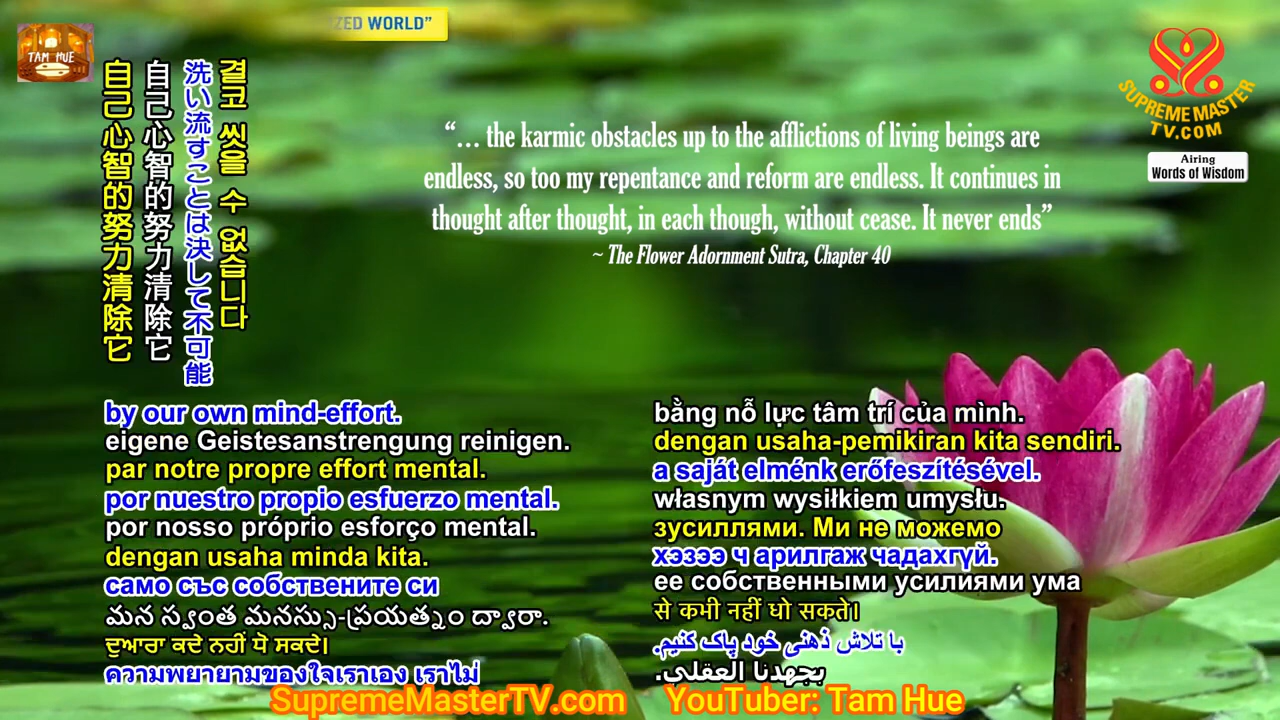 ZED WORLD”
TAM HUE
自己心智的努力清除它
自己心智的努力清除它
洗い流すことは決して不可能
결코 씻을 수 없습니다
“… the karmic obstacles up to the afflictions of living beings are
endless, so too my repentance and reform are endless. It continues in
thought after thought, in each though, without cease. It never ends”
~ The Flower Adornment Sutra, Chapter 40
SUPREME MASTER
TV.COM
Airing
Words of Wisdom
by our own mind-effort.
eigene Geistesanstrengung reinigen.
par notre propre effort mental.
por nuestro propio esfuerzo mental.
por nosso próprio esforço mental.
dengan usaha minda kita.
само със собствените си
మన స్వంత మనస్సు-ప్రయత్నం ద్వారా.
ਦੁਆਰਾ ਕਦੇ ਨਹੀਂ ਧੋ ਸਕਦੇ।
ความพยายามของใจเราเอง เราไม่
bằng nỗ lực tâm trí của mình.
dengan usaha-pemikiran kita sendiri.
a saját elménk erőfeszítésével.
własnym wysiłkiem umysłu.
зусиллями. Ми не можемо
хэзээ ч арилгаж чадахгүй.
ее собственными усилиями ума
से कभी नहीं धो सकते।
با تلاش ذهنی خود پاک کنیم.
بجهدنا العقلي.
SupremeMasterTV.com YouTuber: Tam Hue